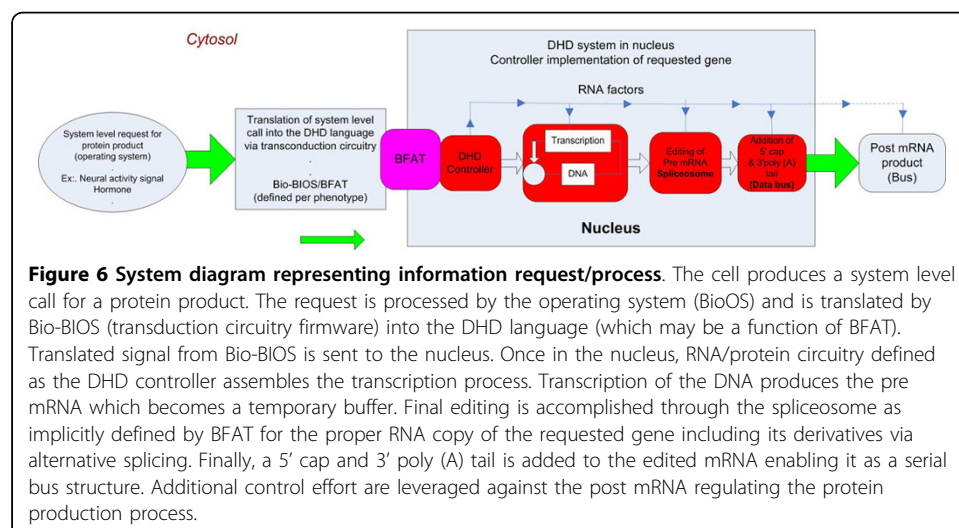 Cytosol
DHD system in nucleus
Controller implementation of requested gene
RNA factors
System level request for
protein product
(operating system)
.
Ex:. Neural activity signal
Hormone
.
Translation of system level
call into the DHD language
via transconduction circuitry
.
Bio-BIOS/BFAT
(defined per phenotype)
BFAT
DHD
Controller
Transcription
DNA
Editing of
Pre mRNA
Spliceosome
Addition of
5' cap
& 3'poly (A)
tail
(Data bus)
Post mRNA
product
(Bus)
Nucleus
Figure 6 System diagram representing information request/process. The cell produces a system level
call for a protein product. The request is processed by the operating system (BioOS) and is translated by
Bio-BIOS (transduction circuitry firmware) into the DHD language (which may be a function of BFAT).
Translated signal from Bio-BIOS is sent to the nucleus. Once in the nucleus, RNA/protein circuitry defined
as the DHD controller assembles the transcription process. Transcription of the DNA produces the pre
mRNA which becomes a temporary buffer. Final editing is accomplished through the spliceosome as
implicitly defined by BFAT for the proper RNA copy of the requested gene including its derivatives via
alternative splicing. Finally, a 5' cap and 3' poly (A) tail is added to the edited mRNA enabling it as a serial
bus structure. Additional control effort are leveraged against the post mRNA regulating the protein
production process.